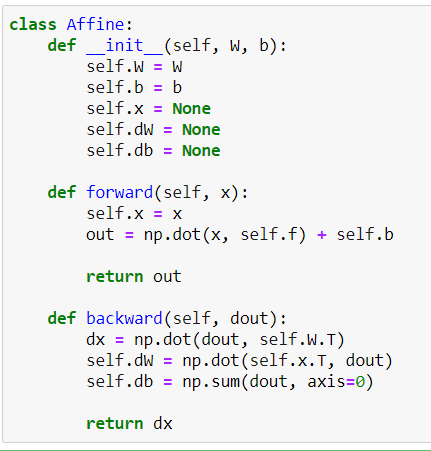 class Affine:
    def __init__(self, W, b):
        self.W = W
        self.b = b
        self.x = None
        self.dW = None
        self.db = None

    def forward(self, x):
        self.x = x
        out = np.dot(x, self.f) + self.b

        return out

    def backward(self, dout):
        dx = np.dot(dout, self.W.T)
        self.dW = np.dot(self.x.T, dout)
        self.db = np.sum(dout, axis=0)

        return dx